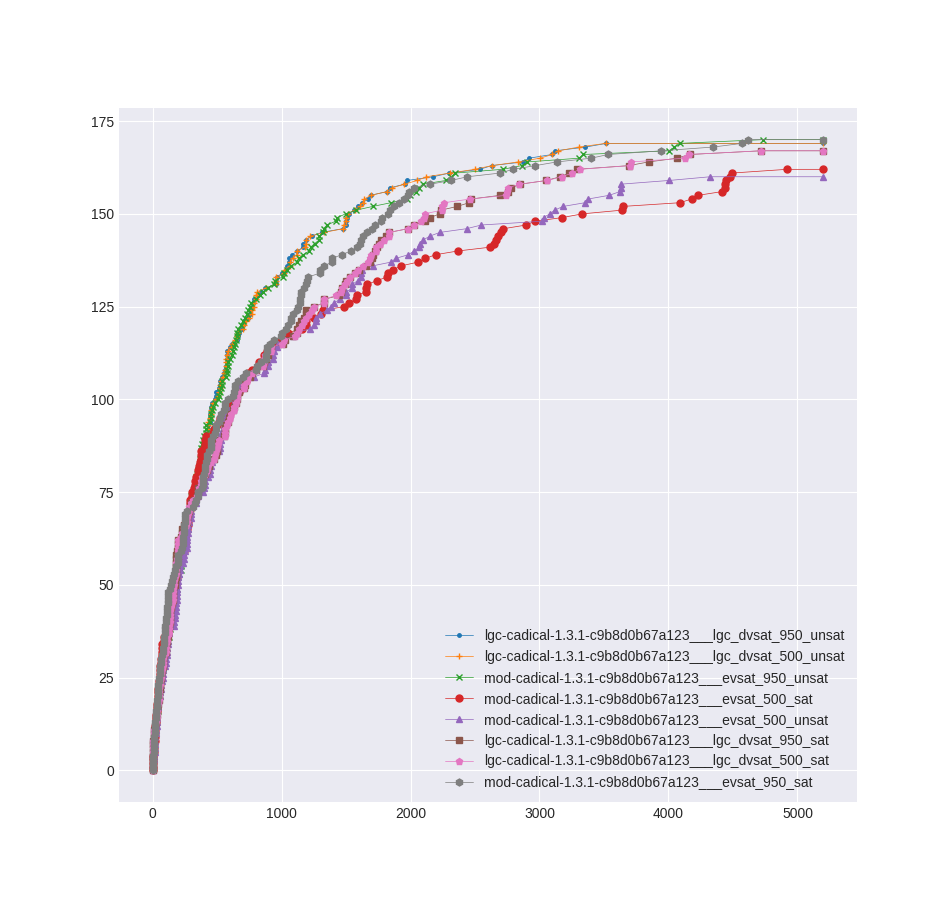 175
150
125
100
75
50
25
0
lgc-cadical-1.3.1-c9b8d0b67a123___lgc_dvsat_950_unsat
lgc-cadical-1.3.1-c9b8d0b67a123___lgc_dvsat_500_unsat
mod-cadical-1.3.1-c9b8d0b67a123___evsat_950_unsat
mod-cadical-1.3.1-c9b8d0b67a123___evsat_500_sat
mod-cadical-1.3.1-c9b8d0b67a123___evsat_500_unsat
lgc-cadical-1.3.1-c9b8d0b67a123___lgc_dvsat_950_sat
lgc-cadical-1.3.1-c9b8d0b67a123___lgc_dvsat_500_sat
mod-cadical-1.3.1-c9b8d0b67a123___evsat_950_sat
0 1000 2000 3000 4000 5000